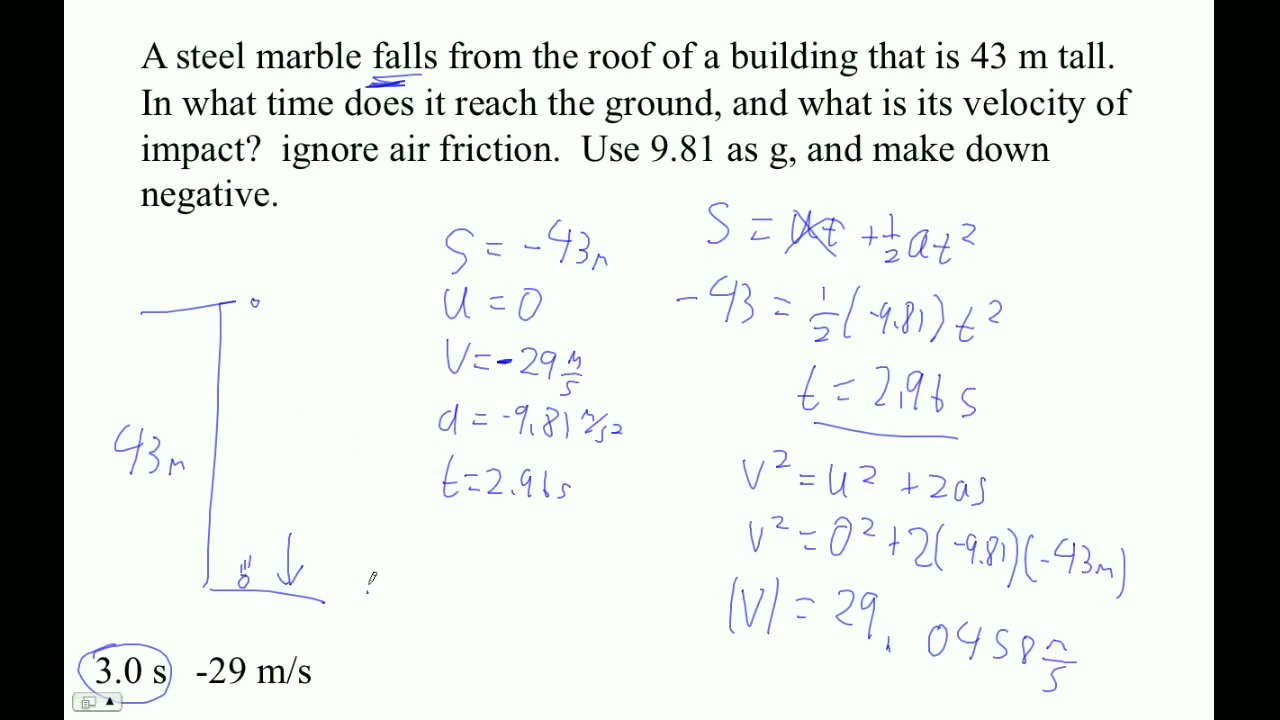 A steel marble falls from the roof of a building that is 43 m tall.
In what time does it reach the ground, and what is its velocity of
impact?  ignore air friction.  Use 9.81 as g, and make down
negative.
S = -43m
u = 0
V = -29 m/s
a = -9.81 m/s2
t = 2.96s
43m
S = ut + 1/2 at²
-43 = 1/2 (-9.81) t²
t = 2.96 s
V² = u² + 2as
V² = 0² + 2(-9.81)(-43m)
|V| = 29.0458 m/s
3.0 s  -29 m/s